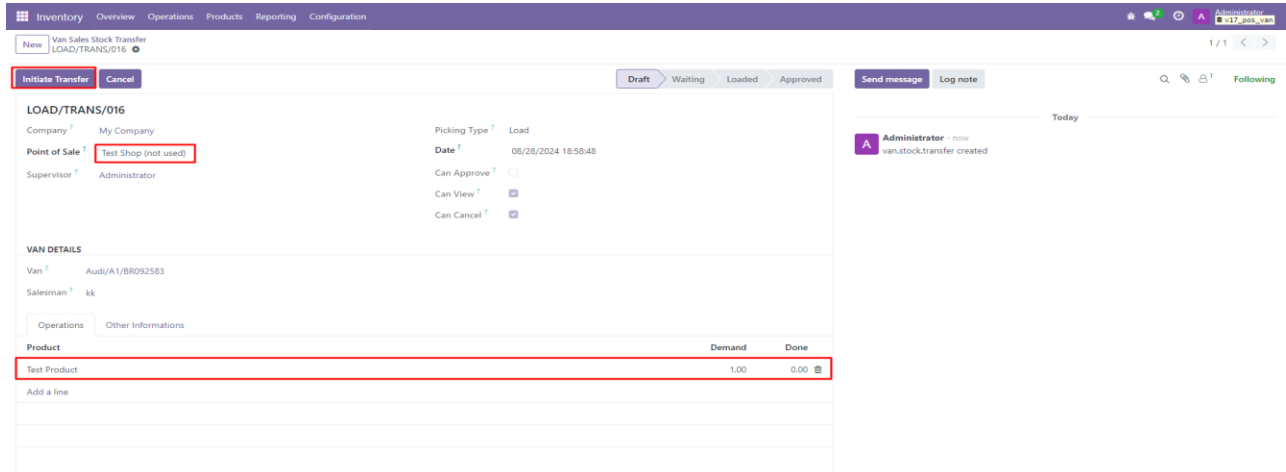 Inventory Overview Operations Products Reporting Configuration 2 A Administrator
v17_pos_van
New Van Sales Stock Transfer 1 / 1
LOAD/TRANS/016
Initiate Transfer Cancel Draft Waiting Loaded Approved Send message Log note 1 Following
LOAD/TRANS/016
Today
Company ? My Company Picking Type ? Load
Administrator - now
A
Point of Sale ? Test Shop (not used) Date ? 08/28/2024 18:58:48
van.stock.transfer created
Supervisor ? Administrator Can Approve ?
Can View ?
Can Cancel ?
VAN DETAILS
Van ? Audi/A1/BR092583
Salesman ? kk
Operations Other Informations
Product Demand Done
Test Product 1.00 0.00
Add a line